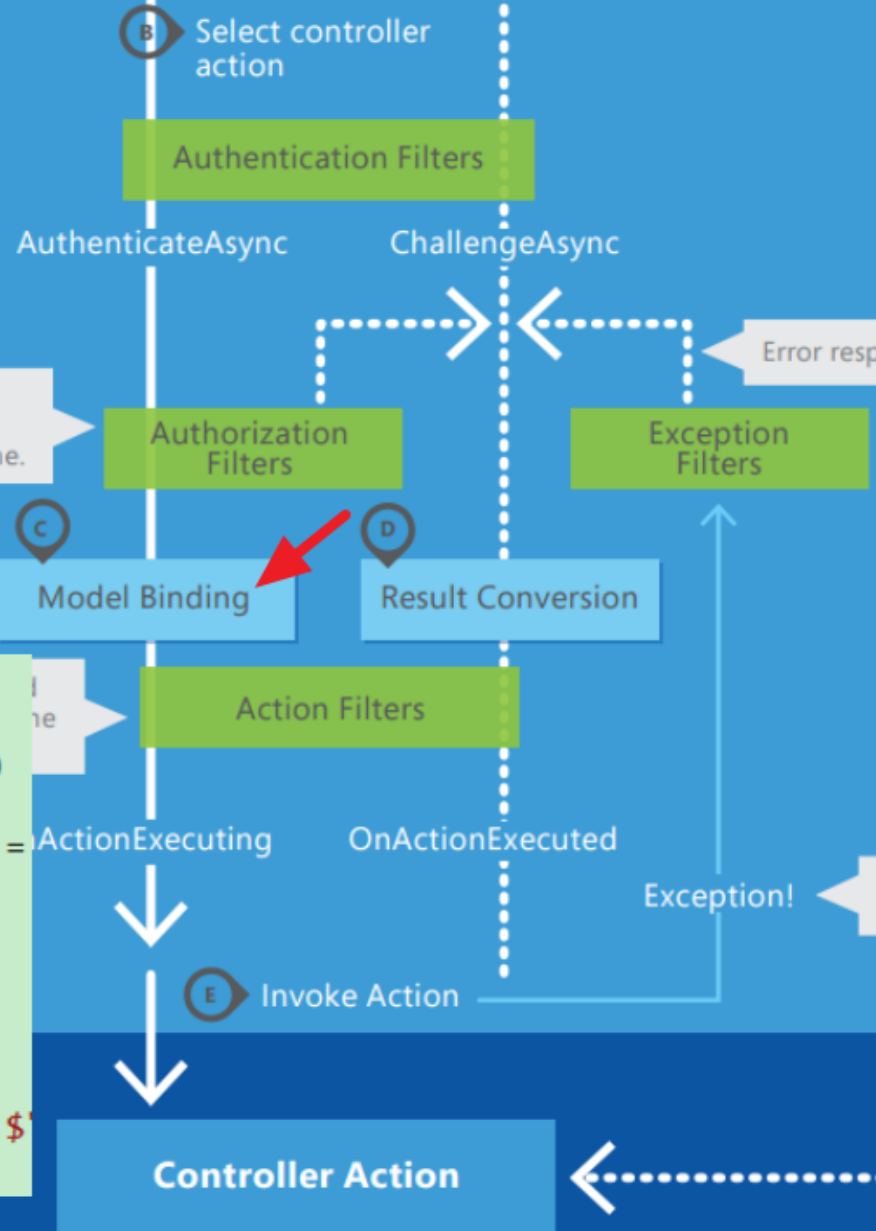 B
Select controller
action
Authentication Filters
AuthenticateAsync
ChallengeAsync
Error resp
Authorization
Filters
Exception
Filters
e.
C
D
Model Binding
Result Conversion
Action Filters
=
ActionExecuting
OnActionExecuted
Exception!
E
Invoke Action
$
Controller Action